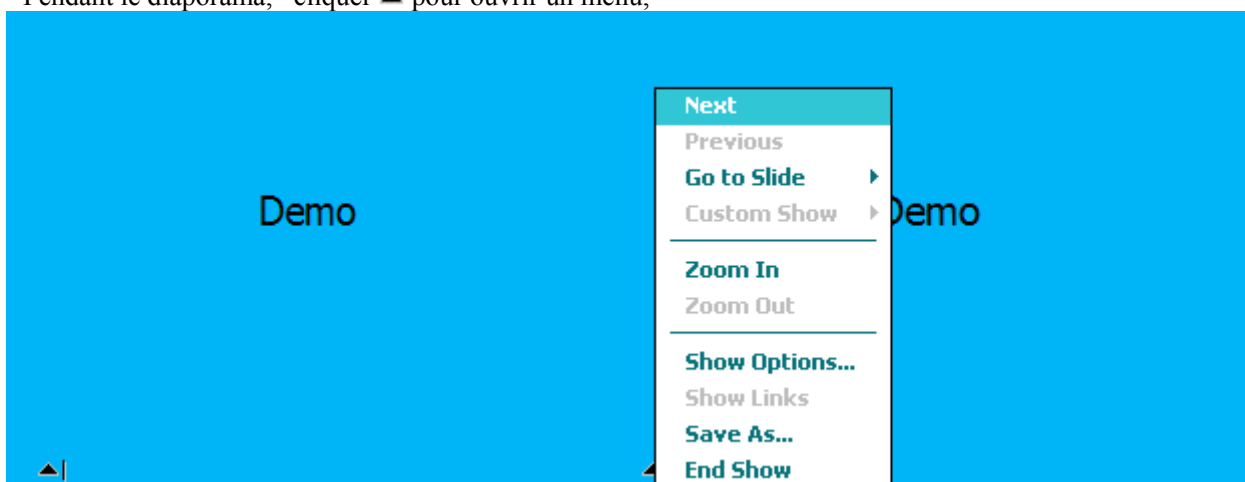 Pendant le diaporama, cliquer pour ouvrir un menu,
Demo
Next
Previous
Go to Slide
Custom Show
Zoom In
Zoom Out
Show Options...
Show Links
Save As...
End Show
Demo